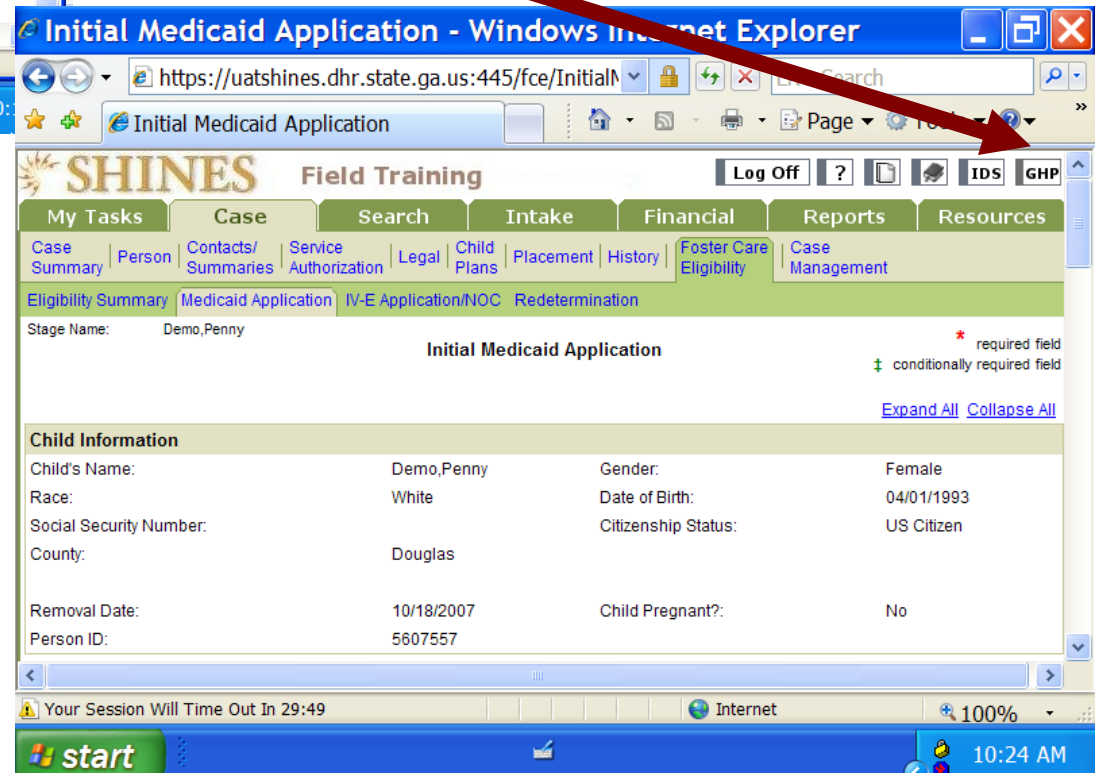 Initial Medicaid Application - Windows Internet Explorer
https://uatshines.dhr.state.ga.us:445/fce/Initial
Search
Initial Medicaid Application Page
SHINES Field Training Log Off ? IDS GHP
My Tasks Case Search Intake Financial Reports Resources
Case Summary Person Contacts/ Summaries Service Authorization Legal Child Plans Placement History Foster Care Eligibility Case Management
Eligibility Summary Medicaid Application IV-E Application/NOC Redetermination
Stage Name: Demo,Penny
Initial Medicaid Application
* required field
‡ conditionally required field
Expand All Collapse All
Child Information
Child's Name: Demo,Penny Gender: Female
Race: White Date of Birth: 04/01/1993
Social Security Number: Citizenship Status: US Citizen
County: Douglas
Removal Date: 10/18/2007 Child Pregnant?: No
Person ID: 5607557
Your Session Will Time Out In 29:49 Internet 100%
start 10:24 AM